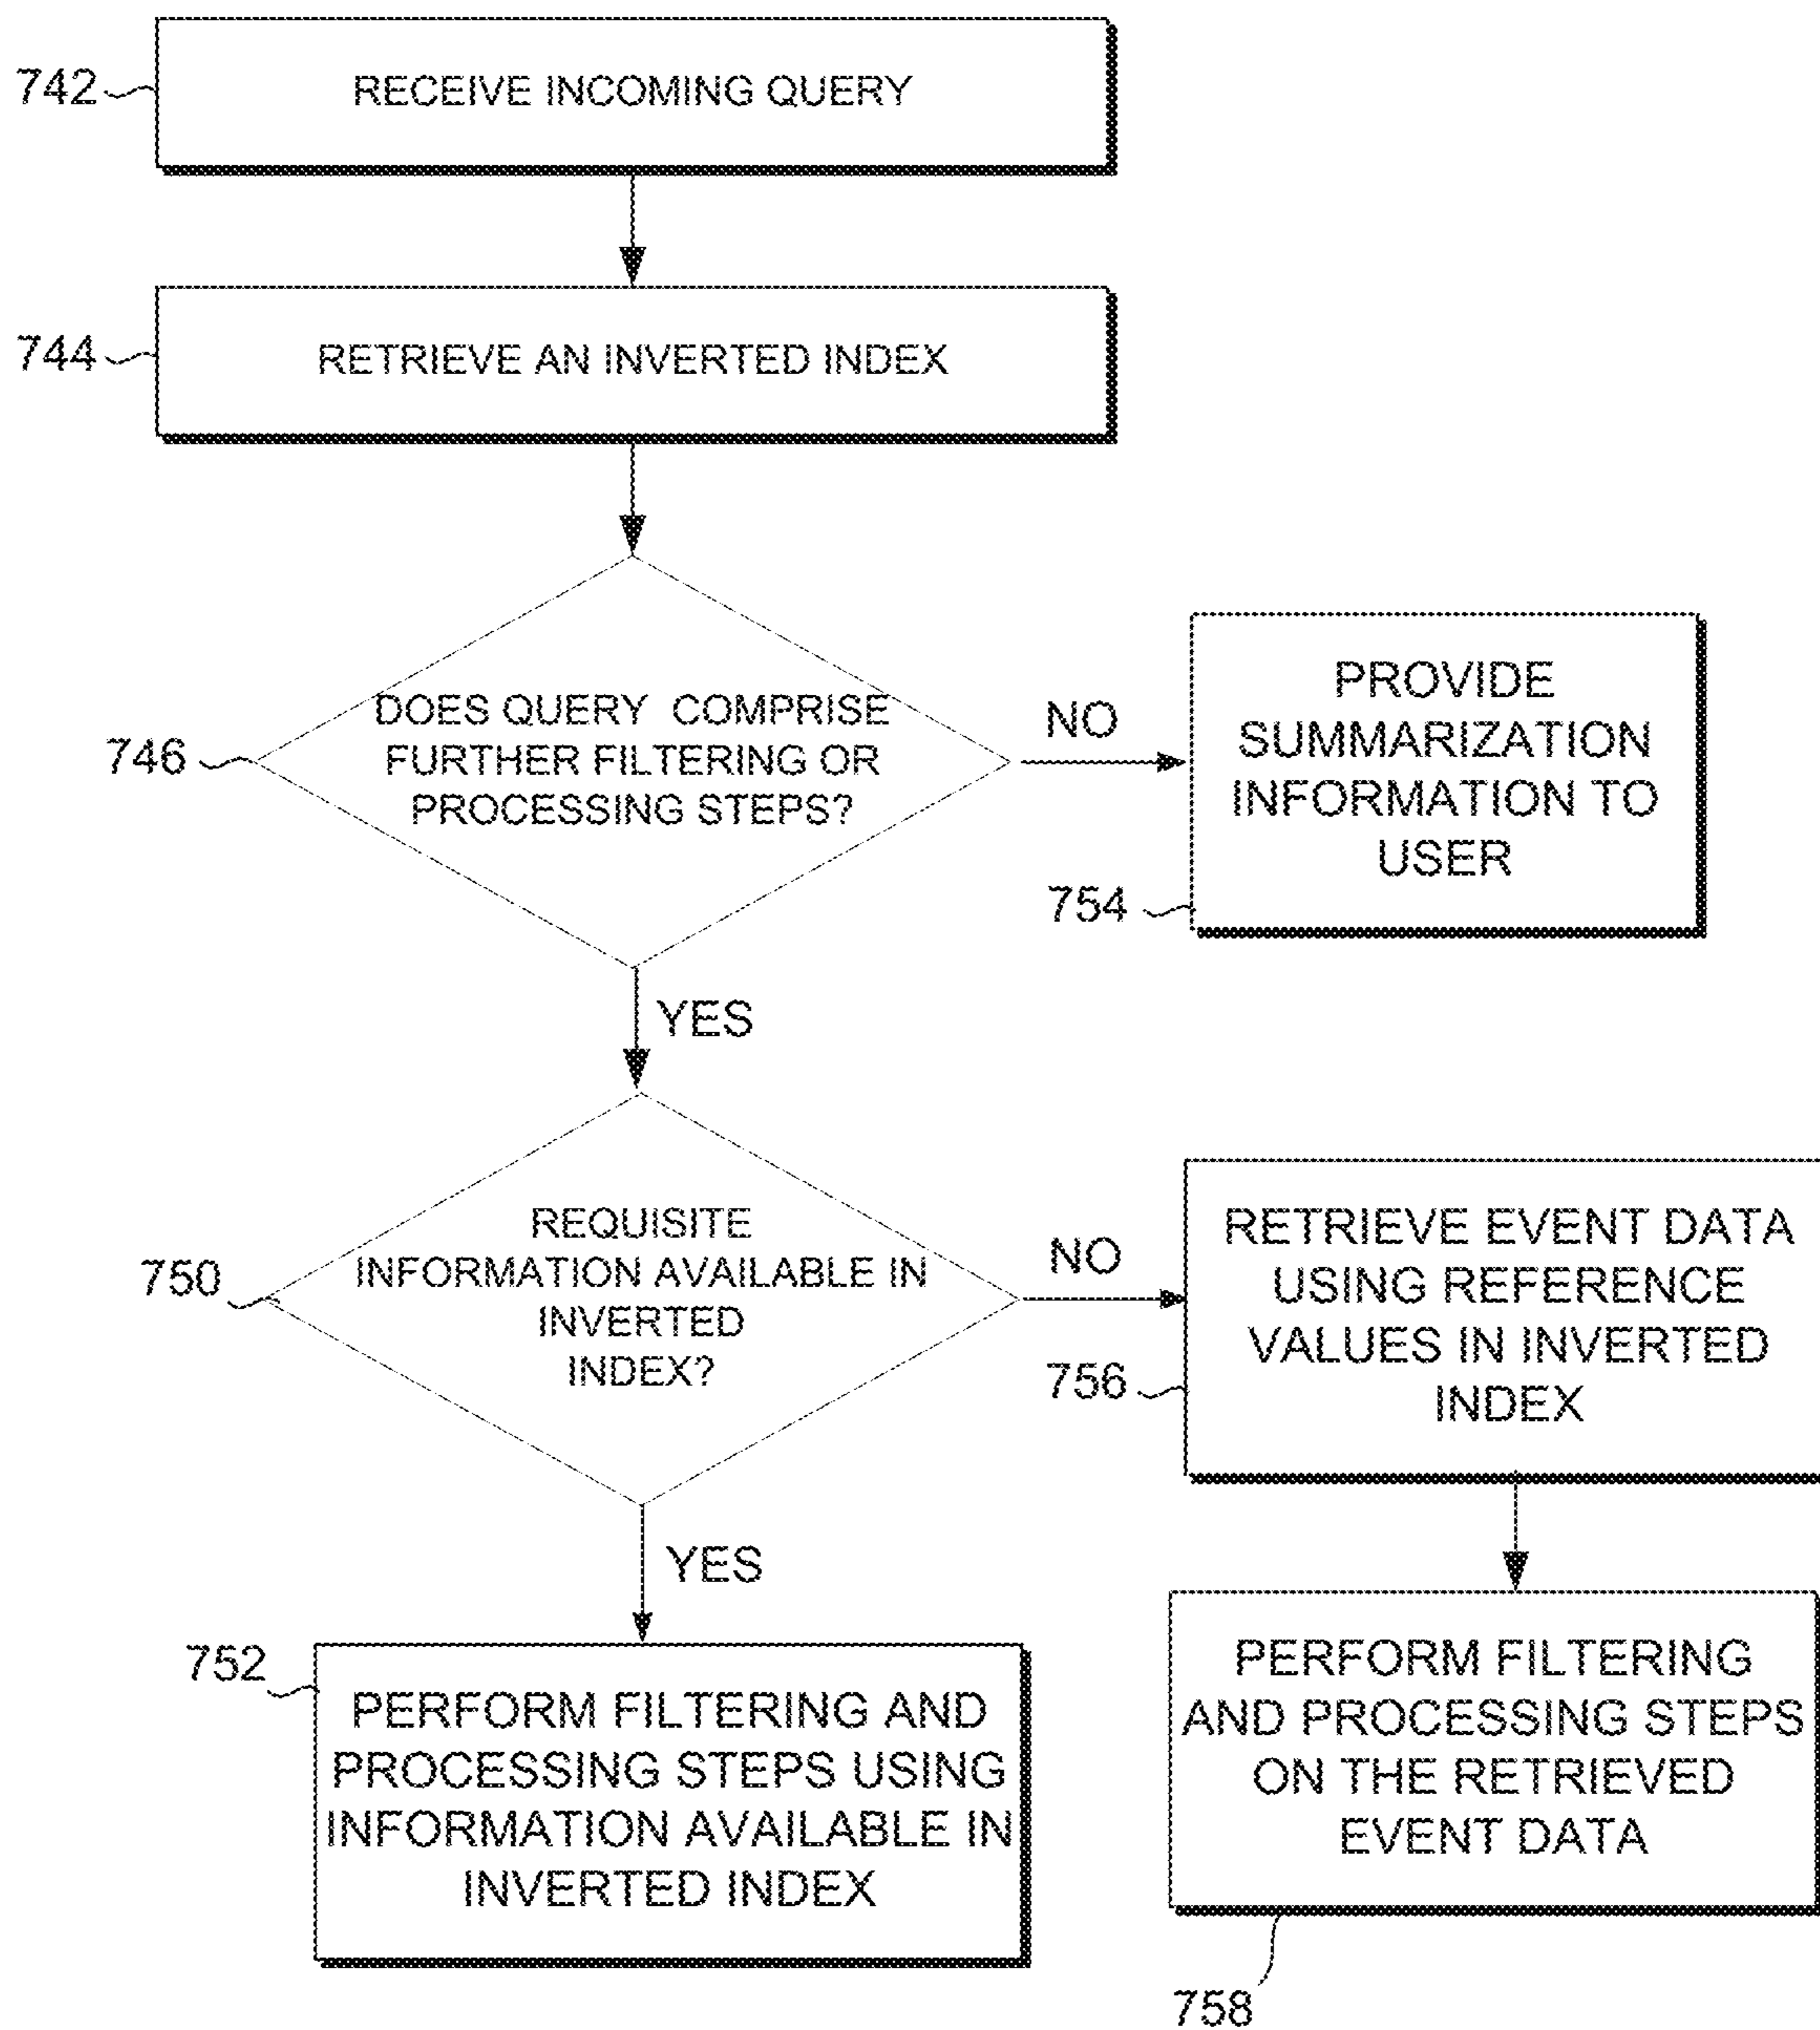 742
RECEIVE INCOMING QUERY
744
RETRIEVE AN INVERTED INDEX
746
DOES QUERY COMPRISE
FURTHER FILTERING OR
PROCESSING STEPS?
NO
PROVIDE
SUMMARIZATION
INFORMATION TO
USER
754
YES
750
REQUISITE
INFORMATION AVAILABLE IN
INVERTED
INDEX?
NO
RETRIEVE EVENT DATA
USING REFERENCE
VALUES IN INVERTED
INDEX
756
YES
752
PERFORM FILTERING AND
PROCESSING STEPS USING
INFORMATION AVAILABLE IN
INVERTED INDEX
PERFORM FILTERING
AND PROCESSING STEPS
ON THE RETRIEVED
EVENT DATA
758